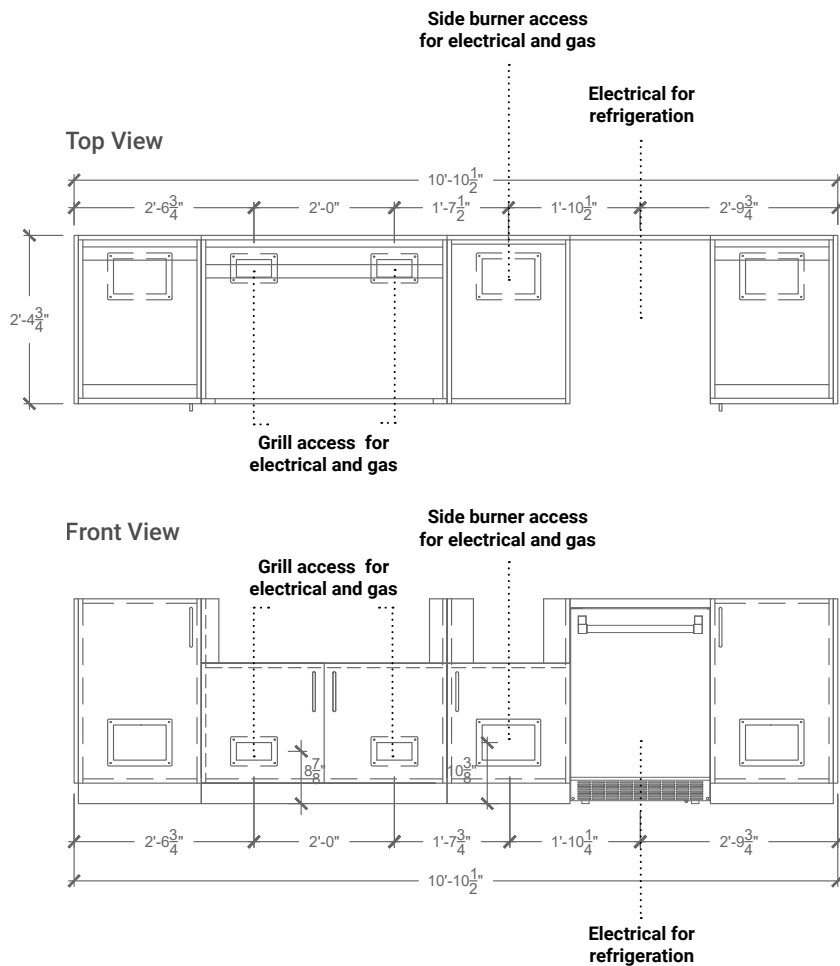 Side burner access
for electrical and gas
Electrical for
refrigeration
Top View
10'-10 1/2"
2'-6 3/4"
2'-0"
1'-7 1/2"
1'-10 1/2"
2'-9 3/4"
2'-4 3/4"
Grill access for
electrical and gas
Front View
Side burner access
for electrical and gas
Grill access for
electrical and gas
8 7/8"
10 3/8"
2'-6 3/4"
2'-0"
1'-7 3/4"
1'-10 1/4"
2'-9 3/4"
10'-10 1/2"
Electrical for
refrigeration